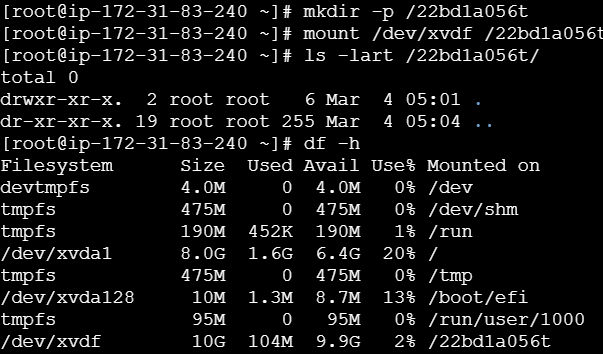 [root@ip-172-31-83-240 ~]# mkdir -p /22bd1a056t
[root@ip-172-31-83-240 ~]# mount /dev/xvdf /22bd1a056t
[root@ip-172-31-83-240 ~]# ls -lart /22bd1a056t/
total 0
drwxr-xr-x. 2 root root 6 Mar 4 05:01 .
dr-xr-xr-x. 19 root root 255 Mar 4 05:04 ..
[root@ip-172-31-83-240 ~]# df -h
Filesystem Size Used Avail Use% Mounted on
devtmpfs 4.0M 0 4.0M 0% /dev
tmpfs 475M 0 475M 0% /dev/shm
tmpfs 190M 452K 190M 1% /run
/dev/xvda1 8.0G 1.6G 6.4G 20% /
tmpfs 475M 0 475M 0% /tmp
/dev/xvda128 10M 1.3M 8.7M 13% /boot/efi
tmpfs 95M 0 95M 0% /run/user/1000
/dev/xvdf 10G 104M 9.9G 2% /22bd1a056t